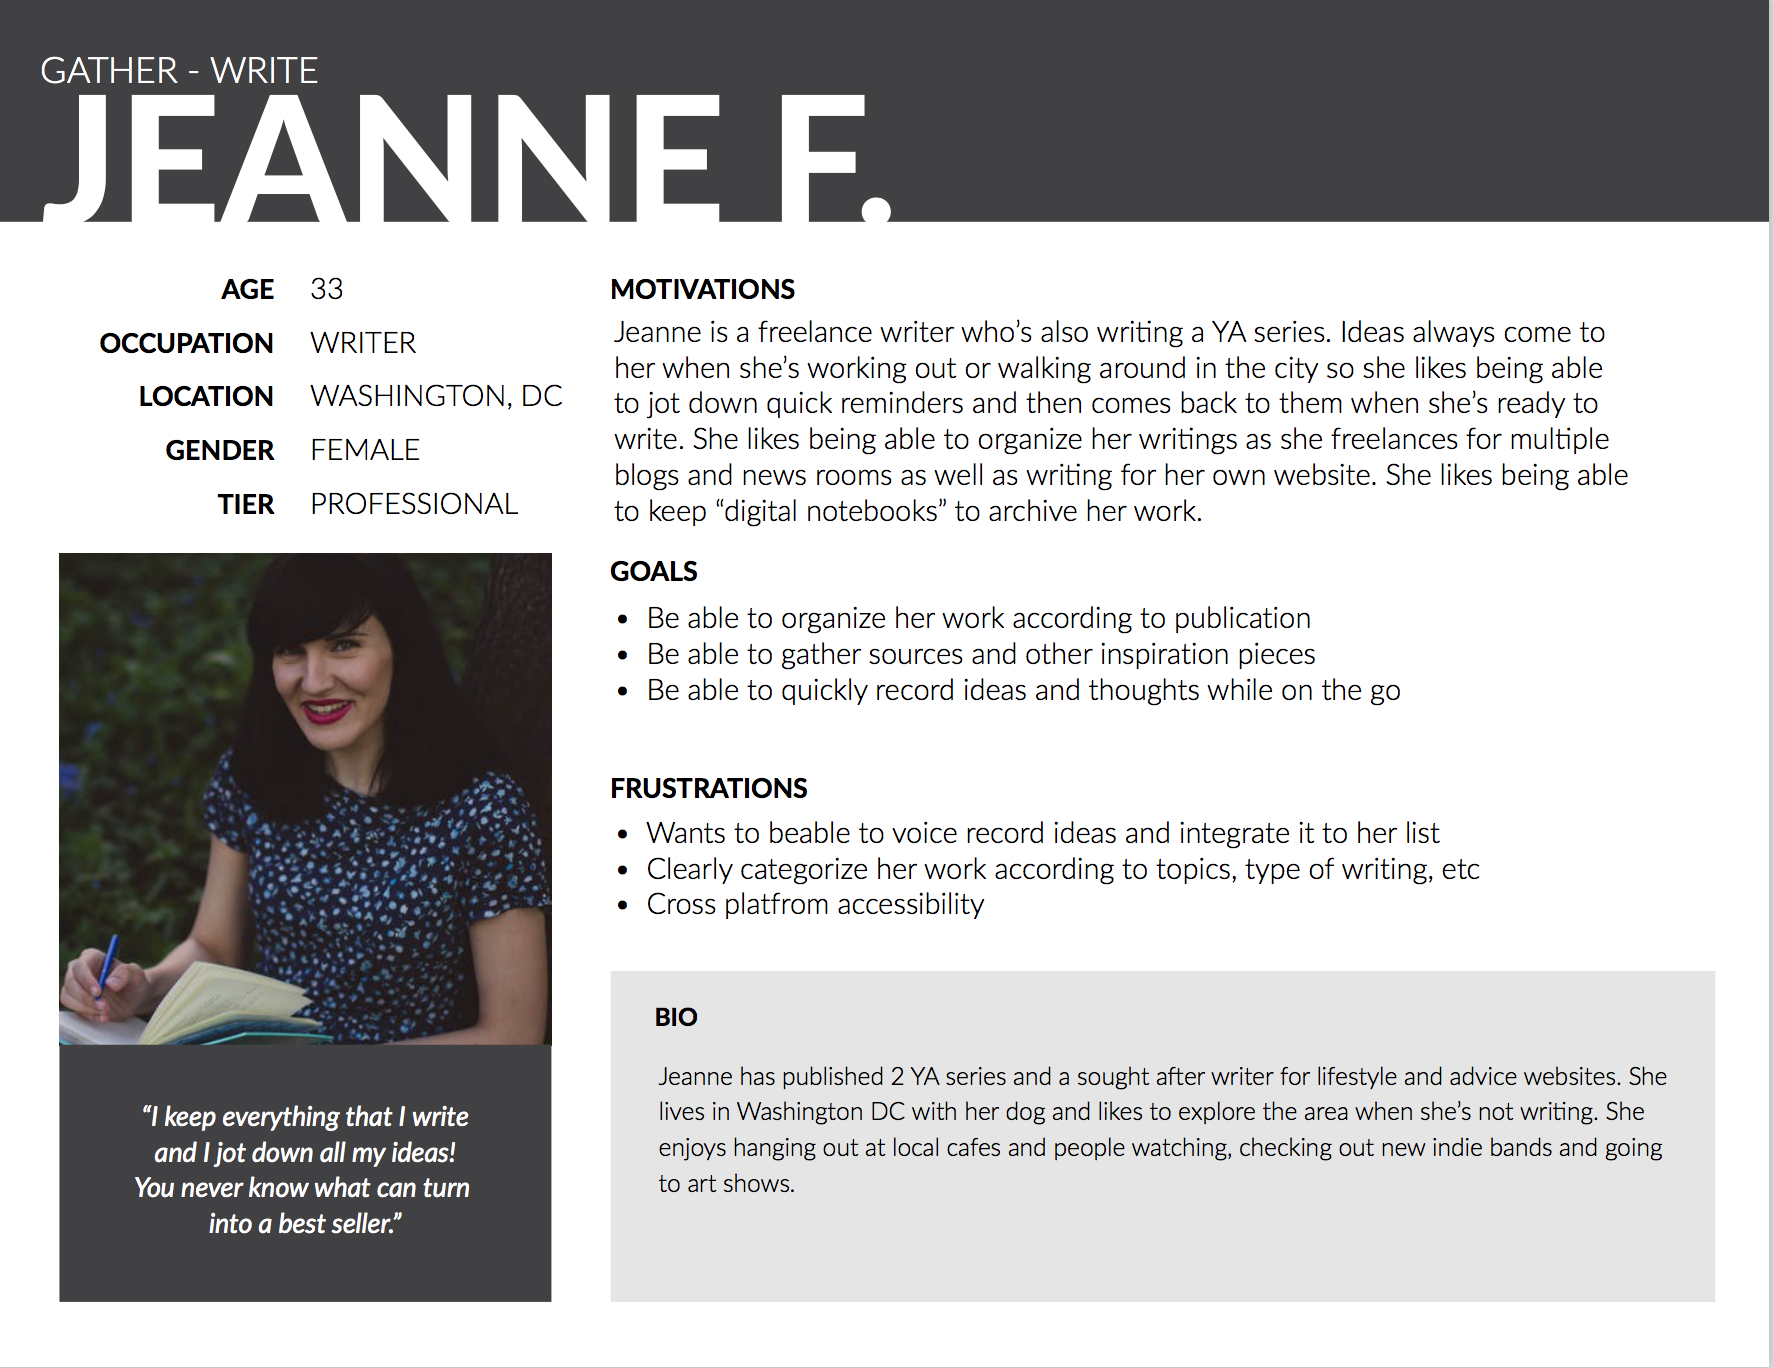 GATHER - WRITE
JEANNE F.
AGE 33
OCCUPATION WRITER
LOCATION WASHINGTON, DC
GENDER FEMALE
TIER PROFESSIONAL
“I keep everything that I write
and I jot down all my ideas!
You never know what can turn
into a best seller.”
MOTIVATIONS
Jeanne is a freelance writer who’s also writing a YA series. Ideas always come to
her when she’s working out or walking around in the city so she likes being able
to jot down quick reminders and then comes back to them when she’s ready to
write. She likes being able to organize her writings as she freelances for multiple
blogs and news rooms as well as writing for her own website. She likes being able
to keep “digital notebooks” to archive her work.
GOALS
• Be able to organize her work according to publication
• Be able to gather sources and other inspiration pieces
• Be able to quickly record ideas and thoughts while on the go
FRUSTRATIONS
• Wants to beable to voice record ideas and integrate it to her list
• Clearly categorize her work according to topics, type of writing, etc
• Cross platfrom accessibility
BIO
Jeanne has published 2 YA series and a sought after writer for lifestyle and advice websites. She
lives in Washington DC with her dog and likes to explore the area when she’s not writing. She
enjoys hanging out at local cafes and people watching, checking out new indie bands and going
to art shows.